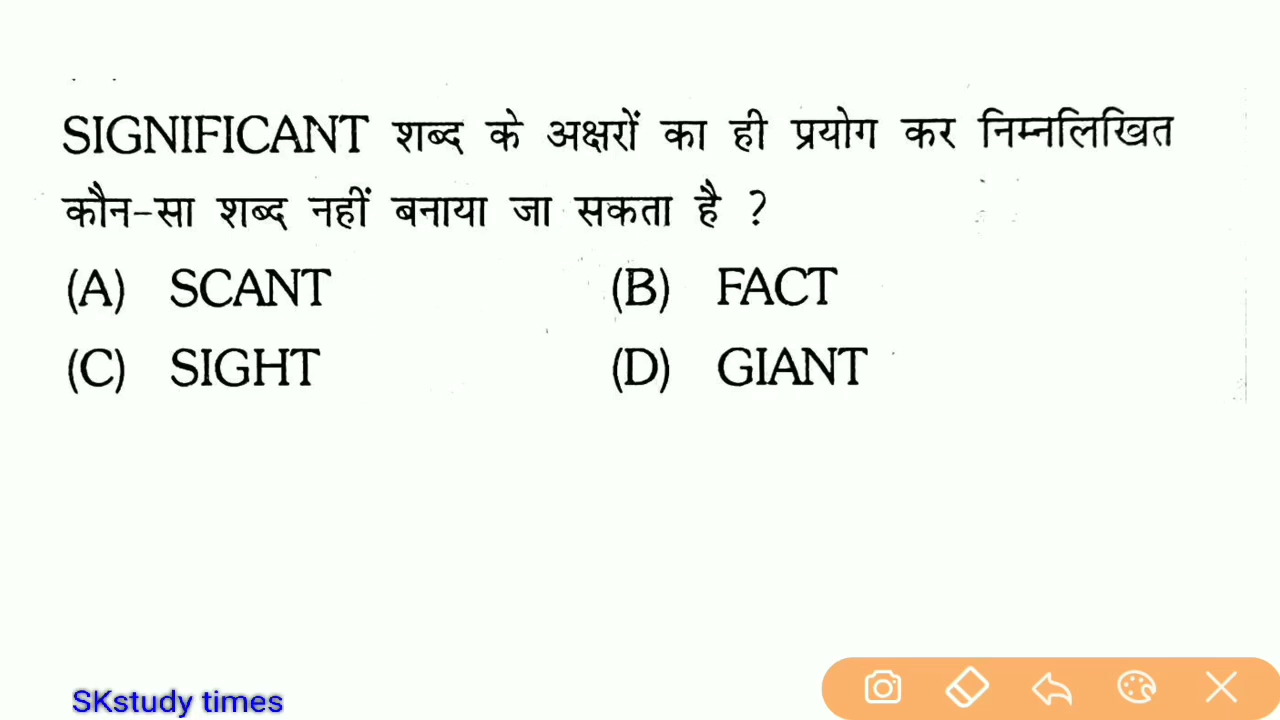 SIGNIFICANT शब्द के अक्षरों का ही प्रयोग कर निम्नलिखित
कौन-सा शब्द नहीं बनाया जा सकता है ?
(A) SCANT (B) FACT
(C) SIGHT (D) GIANT
SKstudy times